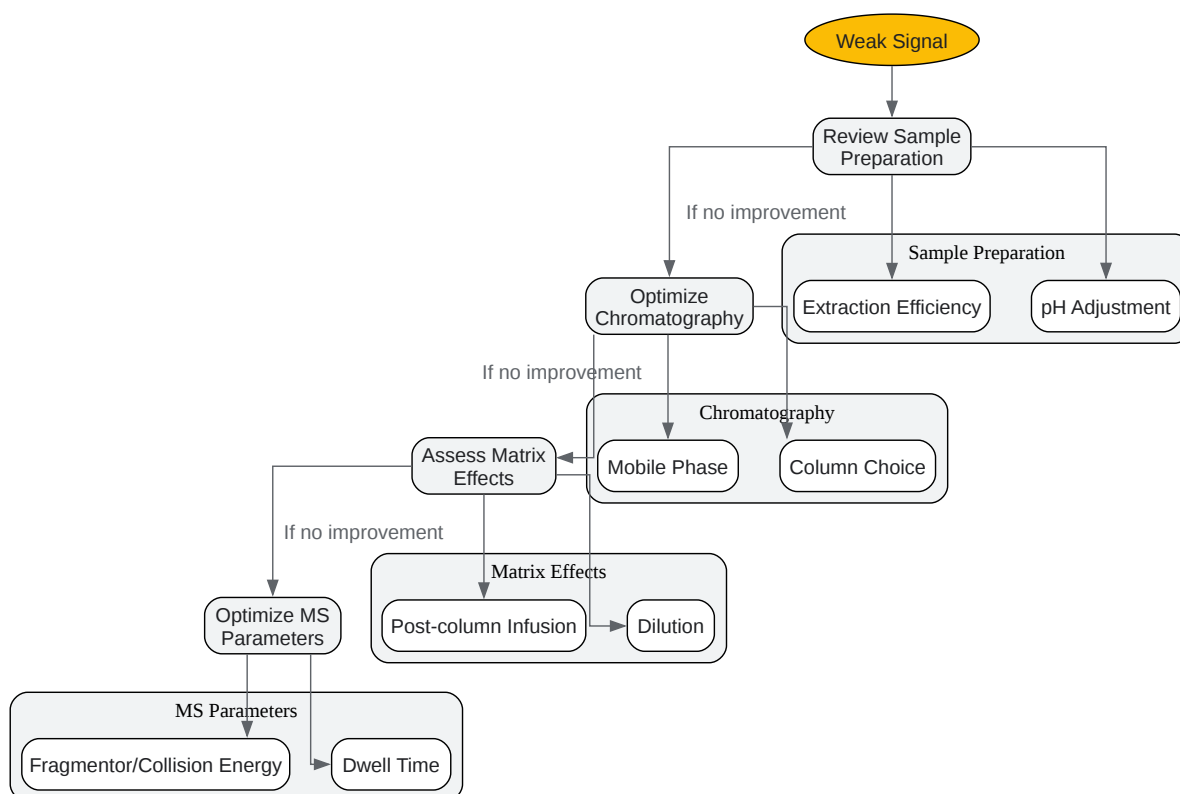 Weak Signal
Review Sample
Preparation
If no improvement
Sample Preparation
Extraction Efficiency
pH Adjustment
Optimize
Chromatography
If no improvement
Chromatography
Mobile Phase
Column Choice
Assess Matrix
Effects
If no improvement
Matrix Effects
Post-column Infusion
Dilution
Optimize MS
Parameters
MS Parameters
Fragmentor/Collision Energy
Dwell Time